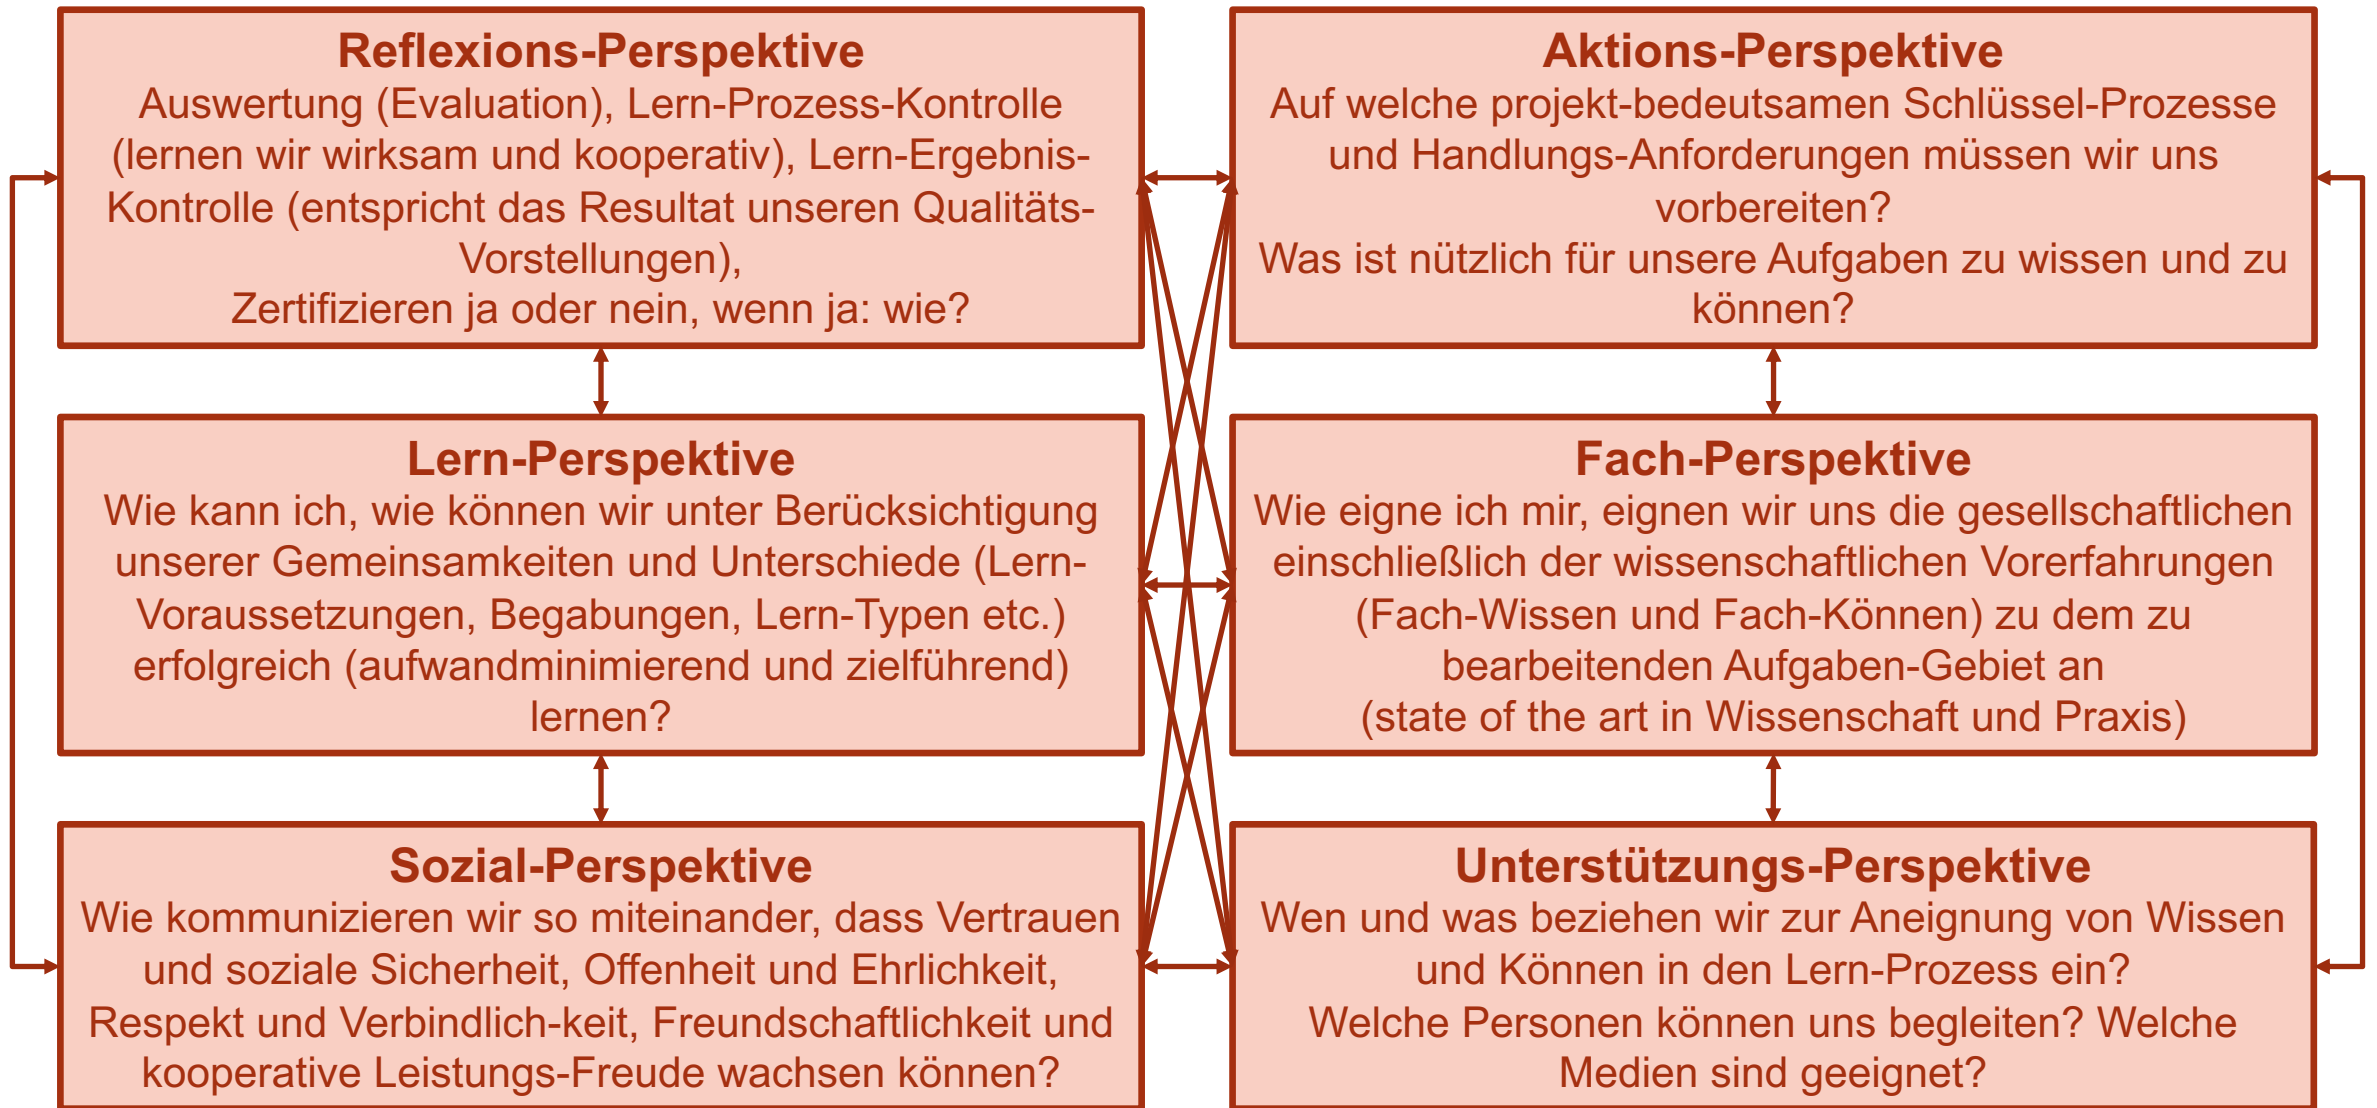 Reflexions-Perspektive
Auswertung (Evaluation), Lern-Prozess-Kontrolle
(lernen wir wirksam und kooperativ), Lern-Ergebnis-
Kontrolle (entspricht das Resultat unseren Qualitäts-
Vorstellungen),
Zertifizieren ja oder nein, wenn ja: wie?
Aktions-Perspektive
Auf welche projekt-bedeutsamen Schlüssel-Prozesse
und Handlungs-Anforderungen müssen wir uns
vorbereiten?
Was ist nützlich für unsere Aufgaben zu wissen und zu
können?
Lern-Perspektive
Wie kann ich, wie können wir unter Berücksichtigung
unserer Gemeinsamkeiten und Unterschiede (Lern-
Voraussetzungen, Begabungen, Lern-Typen etc.)
erfolgreich (aufwandminimierend und zielführend)
lernen?
Fach-Perspektive
Wie eigne ich mir, eignen wir uns die gesellschaftlichen
einschließlich der wissenschaftlichen Vorerfahrungen
(Fach-Wissen und Fach-Können) zu dem zu
bearbeitenden Aufgaben-Gebiet an
(state of the art in Wissenschaft und Praxis)
Sozial-Perspektive
Wie kommunizieren wir so miteinander, dass Vertrauen
und soziale Sicherheit, Offenheit und Ehrlichkeit,
Respekt und Verbindlich-keit, Freundschaftlichkeit und
kooperative Leistungs-Freude wachsen können?
Unterstützungs-Perspektive
Wen und was beziehen wir zur Aneignung von Wissen
und Können in den Lern-Prozess ein?
Welche Personen können uns begleiten? Welche
Medien sind geeignet?